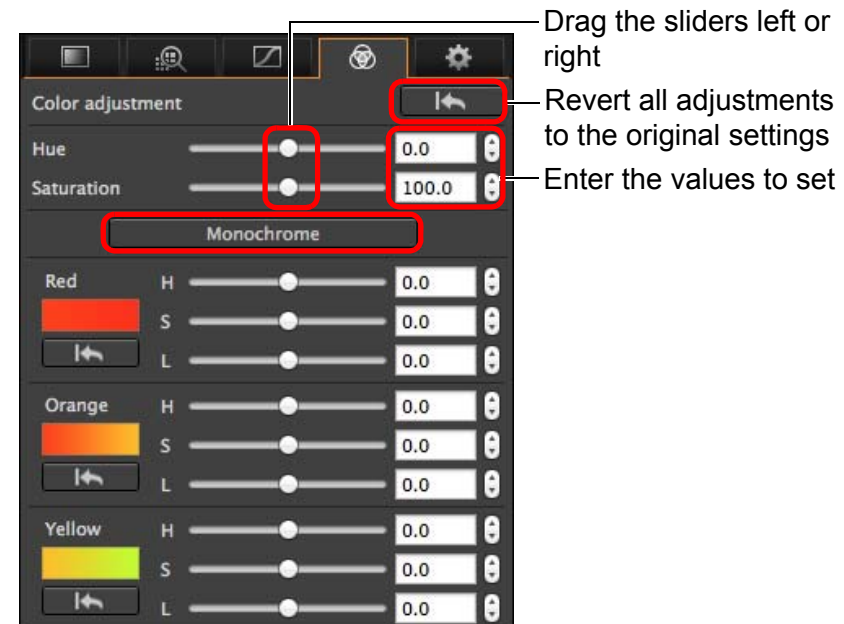 Drag the sliders left or
right
Color adjustment
Revert all adjustments
to the original settings
Hue 0.0
Enter the values to set
Saturation 100.0
Monochrome
Red H 0.0
S 0.0
L 0.0
Orange H 0.0
S 0.0
L 0.0
Yellow H 0.0
S 0.0
L 0.0